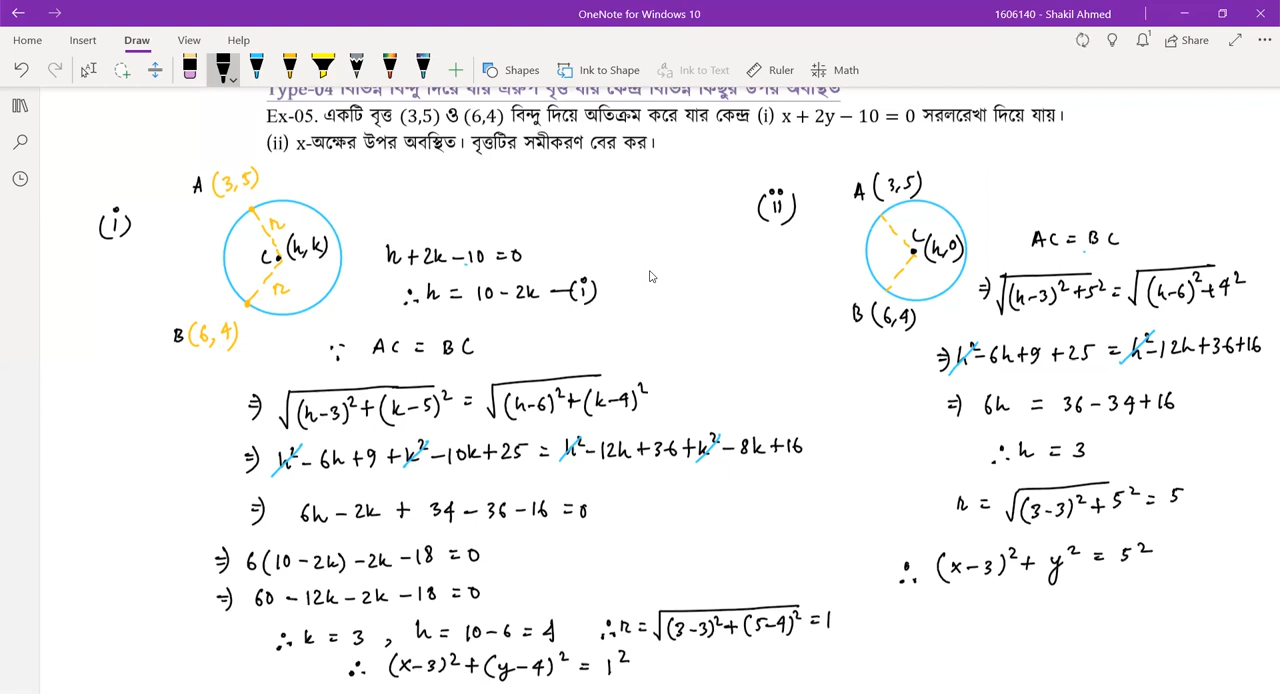 OneNote for Windows 10
1606140 - Shakil Ahmed
Home Insert Draw View Help
Share
Shapes Ink to Shape Ink to Text Ruler Math
Type-04 বিভিন্ন বিন্দু দিয়ে যায় এরূপ বৃত্ত যার কেন্দ্র বিভিন্ন কিছুর উপর অবস্থিত
Ex-05. একটি বৃত্ত (3,5) ও (6,4) বিন্দু দিয়ে অতিক্রম করে যার কেন্দ্র (i) x + 2y − 10 = 0 সরলরেখা দিয়ে যায়।
(ii) x-অক্ষের উপর অবস্থিত। বৃত্তটির সমীকরণ বের কর।
(i)
A (3,5)
r
C (h,k)
r
B (6,4)
h+2k-10 =0
∴ h = 10-2k —(i)
∵ AC = BC
⇒ √(h-3)²+(k-5)² = √(h-6)²+(k-4)²
⇒ h² - 6h+9 +k² -10k+25 = h² -12h+36+k² -8k+16
⇒ 6h-2k + 34-36-16 =0
⇒ 6(10-2k)-2k-18 =0
⇒ 60-12k-2k-18 =0
∴ k = 3 , h = 10-6 = 4 ∴ r = √(3-3)²+(5-4)² =1
∴ (x-3)²+(y-4)² = 1²
(ii)
A (3,5)
C (h,0)
B (6,4)
AC = BC
⇒ √(h-3)²+5² = √(h-6)²+4²
⇒ h²-6h+9+25 = h²-12h+36+16
⇒ 6h = 36-34+16
∴ h = 3
r = √(3-3)²+5² = 5
∴ (x-3)²+ y² = 5²